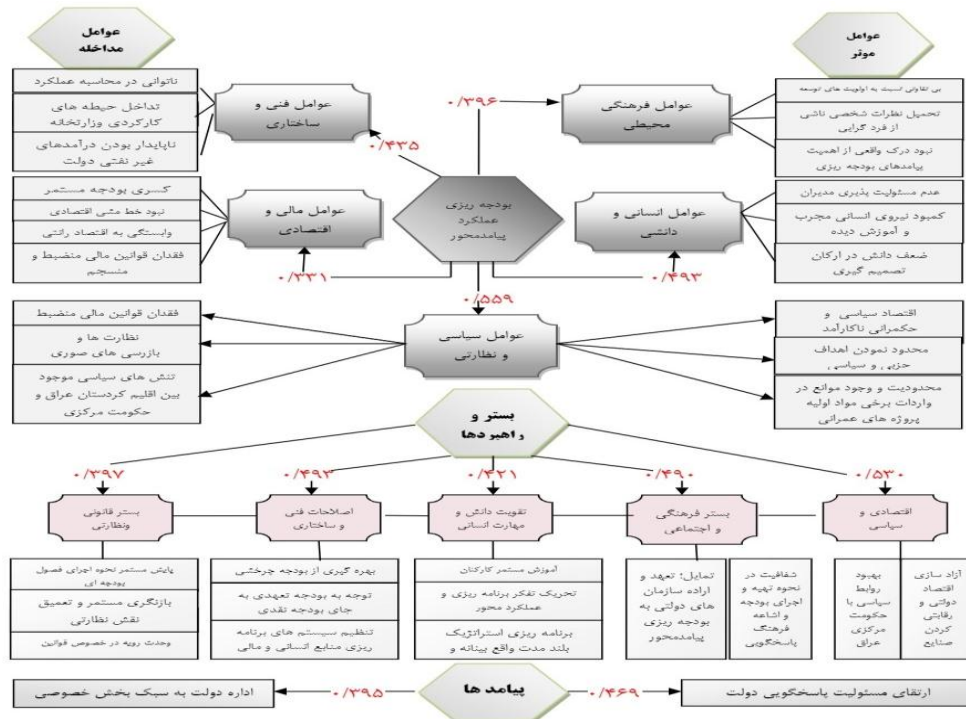 عوامل
موثر
عوامل
مداخله
بی تفاوتی نسبت به اولویت های توسعه
تحمیل نظرات شخصی ناشی
از فرد گرایی
نبود درک واقعی از اهمیت
پیامدهای بودجه ریزی
عوامل فرهنگی
محیطی
۰/۳۹۶
عوامل فنی و
ساختاری
۰/۴۳۵
ناتوانی در محاسبه عملکرد
تداخل حیطه های
کارکردی وزارتخانه
ناپایدار بودن درآمدهای
غیر نفتی دولت
عدم مسئولیت پذیری مدیران
کمبود نیروی انسانی مجرب
و آموزش دیده
ضعف دانش در ارکان
تصمیم گیری
عوامل انسانی و
دانشی
۰/۴۹۳
بودجه ریزی
عملکرد
پیامدمحور
عوامل مالی و
اقتصادی
۰/۳۳۱
کسری بودجه مستمر
نبود خط مشی اقتصادی
وابستگی به اقتصاد رانتی
فقدان قوانین مالی منضبط و
منسجم
۰/۵۵۹
اقتصاد سیاسی و
حکمرانی ناکارآمد
محدود نمودن اهداف
حزبی و سیاسی
محدودیت و وجود موانع در
واردات برخی مواد اولیه
پروژه های عمرانی
عوامل سیاسی
و نظارتی
فقدان قوانین مالی منضبط
نظارت ها و
بازرسی های صوری
تنش های سیاسی موجود
بین اقلیم کردستان عراق و
حکومت مرکزی
بستر و
راهبردها
۰/۵۳۰
۰/۴۹۰
۰/۴۲۱
۰/۴۹۳
۰/۳۹۷
اقتصادی و
سیاسی
بستر فرهنگی
و اجتماعی
تقویت دانش و
مهارت انسانی
اصلاحات فنی
و ساختاری
بستر قانونی
ونظارتی
آزاد سازی
اقتصاد
دولتی و
رقابتی
کردن
صنایع
بهبود
روابط
سیاسی با
حکومت
مرکزی
عراق
شفافیت در
نحوه تهیه و
اجرای بودجه
و اشاعه
فرهنگ
پاسخگویی
تمایل؛ تعهد و
اراده سازمان
های دولتی به
بودجه ریزی
پیامدمحور
آموزش مستمر کارکنان
تحریک تفکر برنامه ریزی و
عملکرد محور
برنامه ریزی استراتژیک
بلند مدت واقع بینانه و
بهره گیری از بودجه چرخشی
توجه به بودجه تعهدی به
جای بودجه نقدی
تنظیم سیستم های برنامه
ریزی منابع انسانی و مالی
پایش مستمر نحوه اجرای فصول
بودجه ای
بازنگری مستمر و تعمیق
نقش نظارتی
وحدت رویه در خصوص قوانین
ارتقای مسئولیت پاسخگویی دولت
۰/۴۶۹
پیامد ها
۰/۳۹۵
اداره دولت به سبک بخش خصوصی